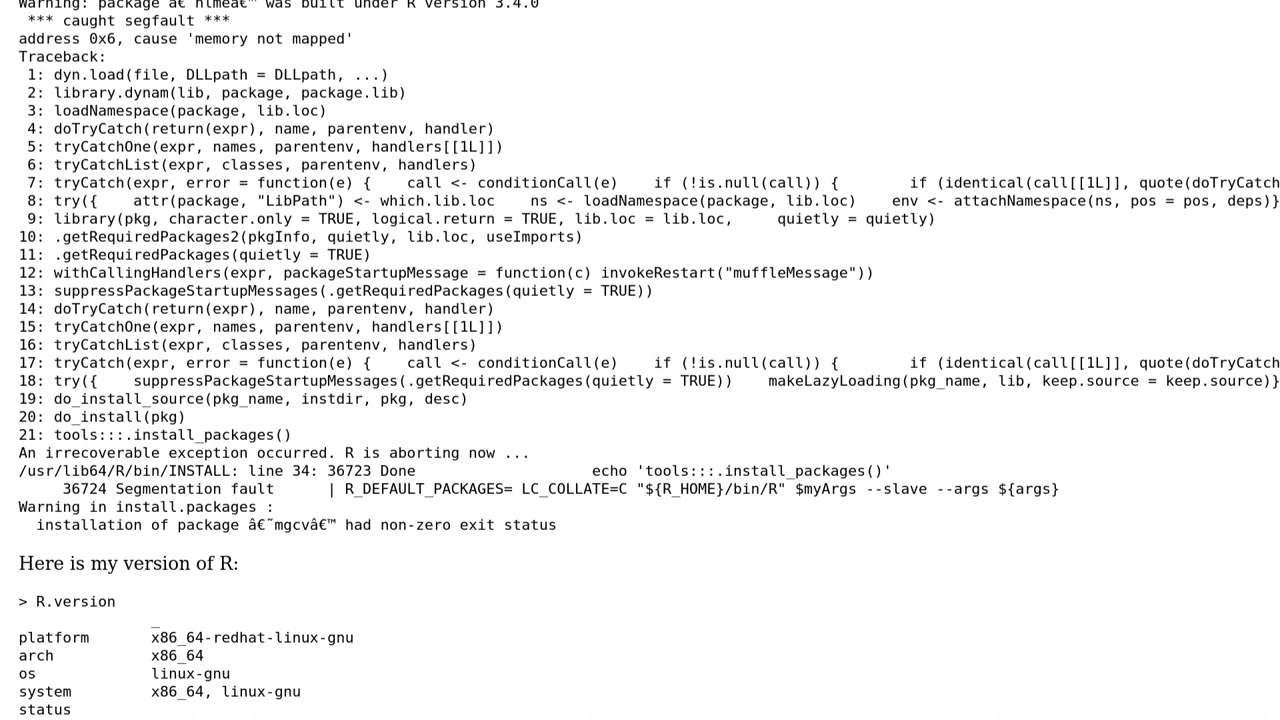 Warning: package â€˜nlmeâ€™ was built under R version 3.4.0
*** caught segfault ***
address 0x6, cause 'memory not mapped'
Traceback:
1: dyn.load(file, DLLpath = DLLpath, ...)
2: library.dynam(lib, package, package.lib)
3: loadNamespace(package, lib.loc)
4: doTryCatch(return(expr), name, parentenv, handler)
5: tryCatchOne(expr, names, parentenv, handlers[[1L]])
6: tryCatchList(expr, classes, parentenv, handlers)
7: tryCatch(expr, error = function(e) {    call <- conditionCall(e)    if (!is.null(call)) {        if (identical(call[[1L]], quote(doTryCatch
8: try({    attr(package, "LibPath") <- which.lib.loc    ns <- loadNamespace(package, lib.loc)    env <- attachNamespace(ns, pos = pos, deps)}
9: library(pkg, character.only = TRUE, logical.return = TRUE, lib.loc = lib.loc,     quietly = quietly)
10: .getRequiredPackages2(pkgInfo, quietly, lib.loc, useImports)
11: .getRequiredPackages(quietly = TRUE)
12: withCallingHandlers(expr, packageStartupMessage = function(c) invokeRestart("muffleMessage"))
13: suppressPackageStartupMessages(.getRequiredPackages(quietly = TRUE))
14: doTryCatch(return(expr), name, parentenv, handler)
15: tryCatchOne(expr, names, parentenv, handlers[[1L]])
16: tryCatchList(expr, classes, parentenv, handlers)
17: tryCatch(expr, error = function(e) {    call <- conditionCall(e)    if (!is.null(call)) {        if (identical(call[[1L]], quote(doTryCatch
18: try({    suppressPackageStartupMessages(.getRequiredPackages(quietly = TRUE))    makeLazyLoading(pkg_name, lib, keep.source = keep.source)}
19: do_install_source(pkg_name, instdir, pkg, desc)
20: do_install(pkg)
21: tools:::.install_packages()
An irrecoverable exception occurred. R is aborting now ...
/usr/lib64/R/bin/INSTALL: line 34: 36723 Done                    echo 'tools:::.install_packages()'
36724 Segmentation fault      | R_DEFAULT_PACKAGES= LC_COLLATE=C "${R_HOME}/bin/R" $myArgs --slave --args ${args}
Warning in install.packages :
installation of package â€˜mgcvâ€™ had non-zero exit status
Here is my version of R:
> R.version
_
platform       x86_64-redhat-linux-gnu
arch           x86_64
os             linux-gnu
system         x86_64, linux-gnu
status